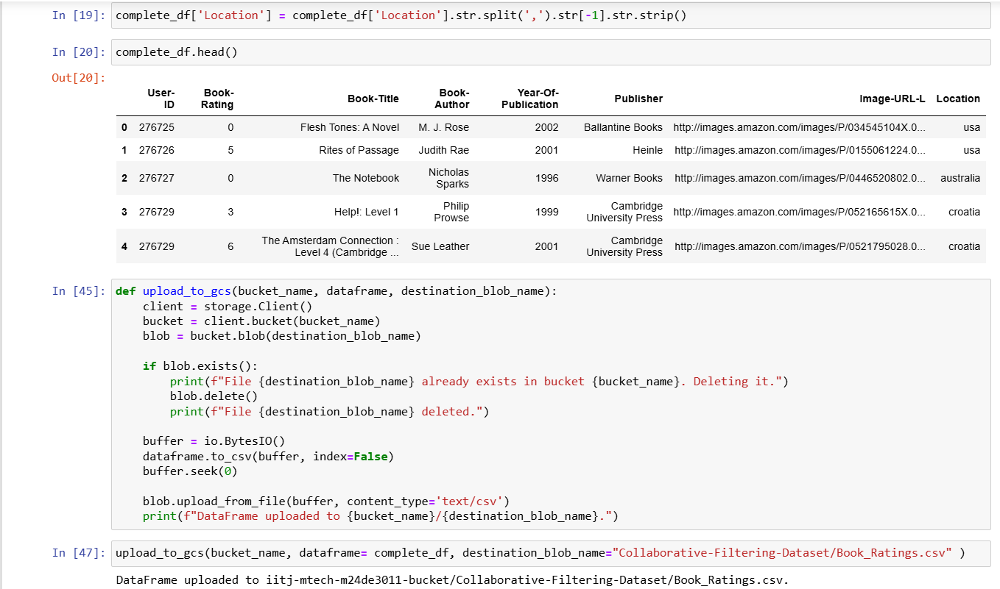 In [19]: complete_df['Location'] = complete_df['Location'].str.split(',').str[-1].str.strip()
In [20]: complete_df.head()
Out[20]:
User-ID Book-Rating Book-Title Book-Author Year-Of-Publication Publisher Image-URL-L Location
0 276725 0 Flesh Tones: A Novel M. J. Rose 2002 Ballantine Books http://images.amazon.com/images/P/034545104X.0... usa
1 276726 5 Rites of Passage Judith Rae 2001 Heinle http://images.amazon.com/images/P/0155061224.0... usa
2 276727 0 The Notebook Nicholas Sparks 1996 Warner Books http://images.amazon.com/images/P/0446520802.0... australia
3 276729 3 Help!: Level 1 Philip Prowse 1999 Cambridge University Press http://images.amazon.com/images/P/052165615X.0... croatia
4 276729 6 The Amsterdam Connection : Level 4 (Cambridge ... Sue Leather 2001 Cambridge University Press http://images.amazon.com/images/P/0521795028.0... croatia
In [45]: def upload_to_gcs(bucket_name, dataframe, destination_blob_name):
    client = storage.Client()
    bucket = client.bucket(bucket_name)
    blob = bucket.blob(destination_blob_name)
    if blob.exists():
        print(f"File {destination_blob_name} already exists in bucket {bucket_name}. Deleting it.")
        blob.delete()
        print(f"File {destination_blob_name} deleted.")
    buffer = io.BytesIO()
    dataframe.to_csv(buffer, index=False)
    buffer.seek(0)
    blob.upload_from_file(buffer, content_type='text/csv')
    print(f"DataFrame uploaded to {bucket_name}/{destination_blob_name}.")
In [47]: upload_to_gcs(bucket_name, dataframe= complete_df, destination_blob_name="Collaborative-Filtering-Dataset/Book_Ratings.csv" )
DataFrame uploaded to iitj-mtech-m24de3011-bucket/Collaborative-Filtering-Dataset/Book_Ratings.csv.